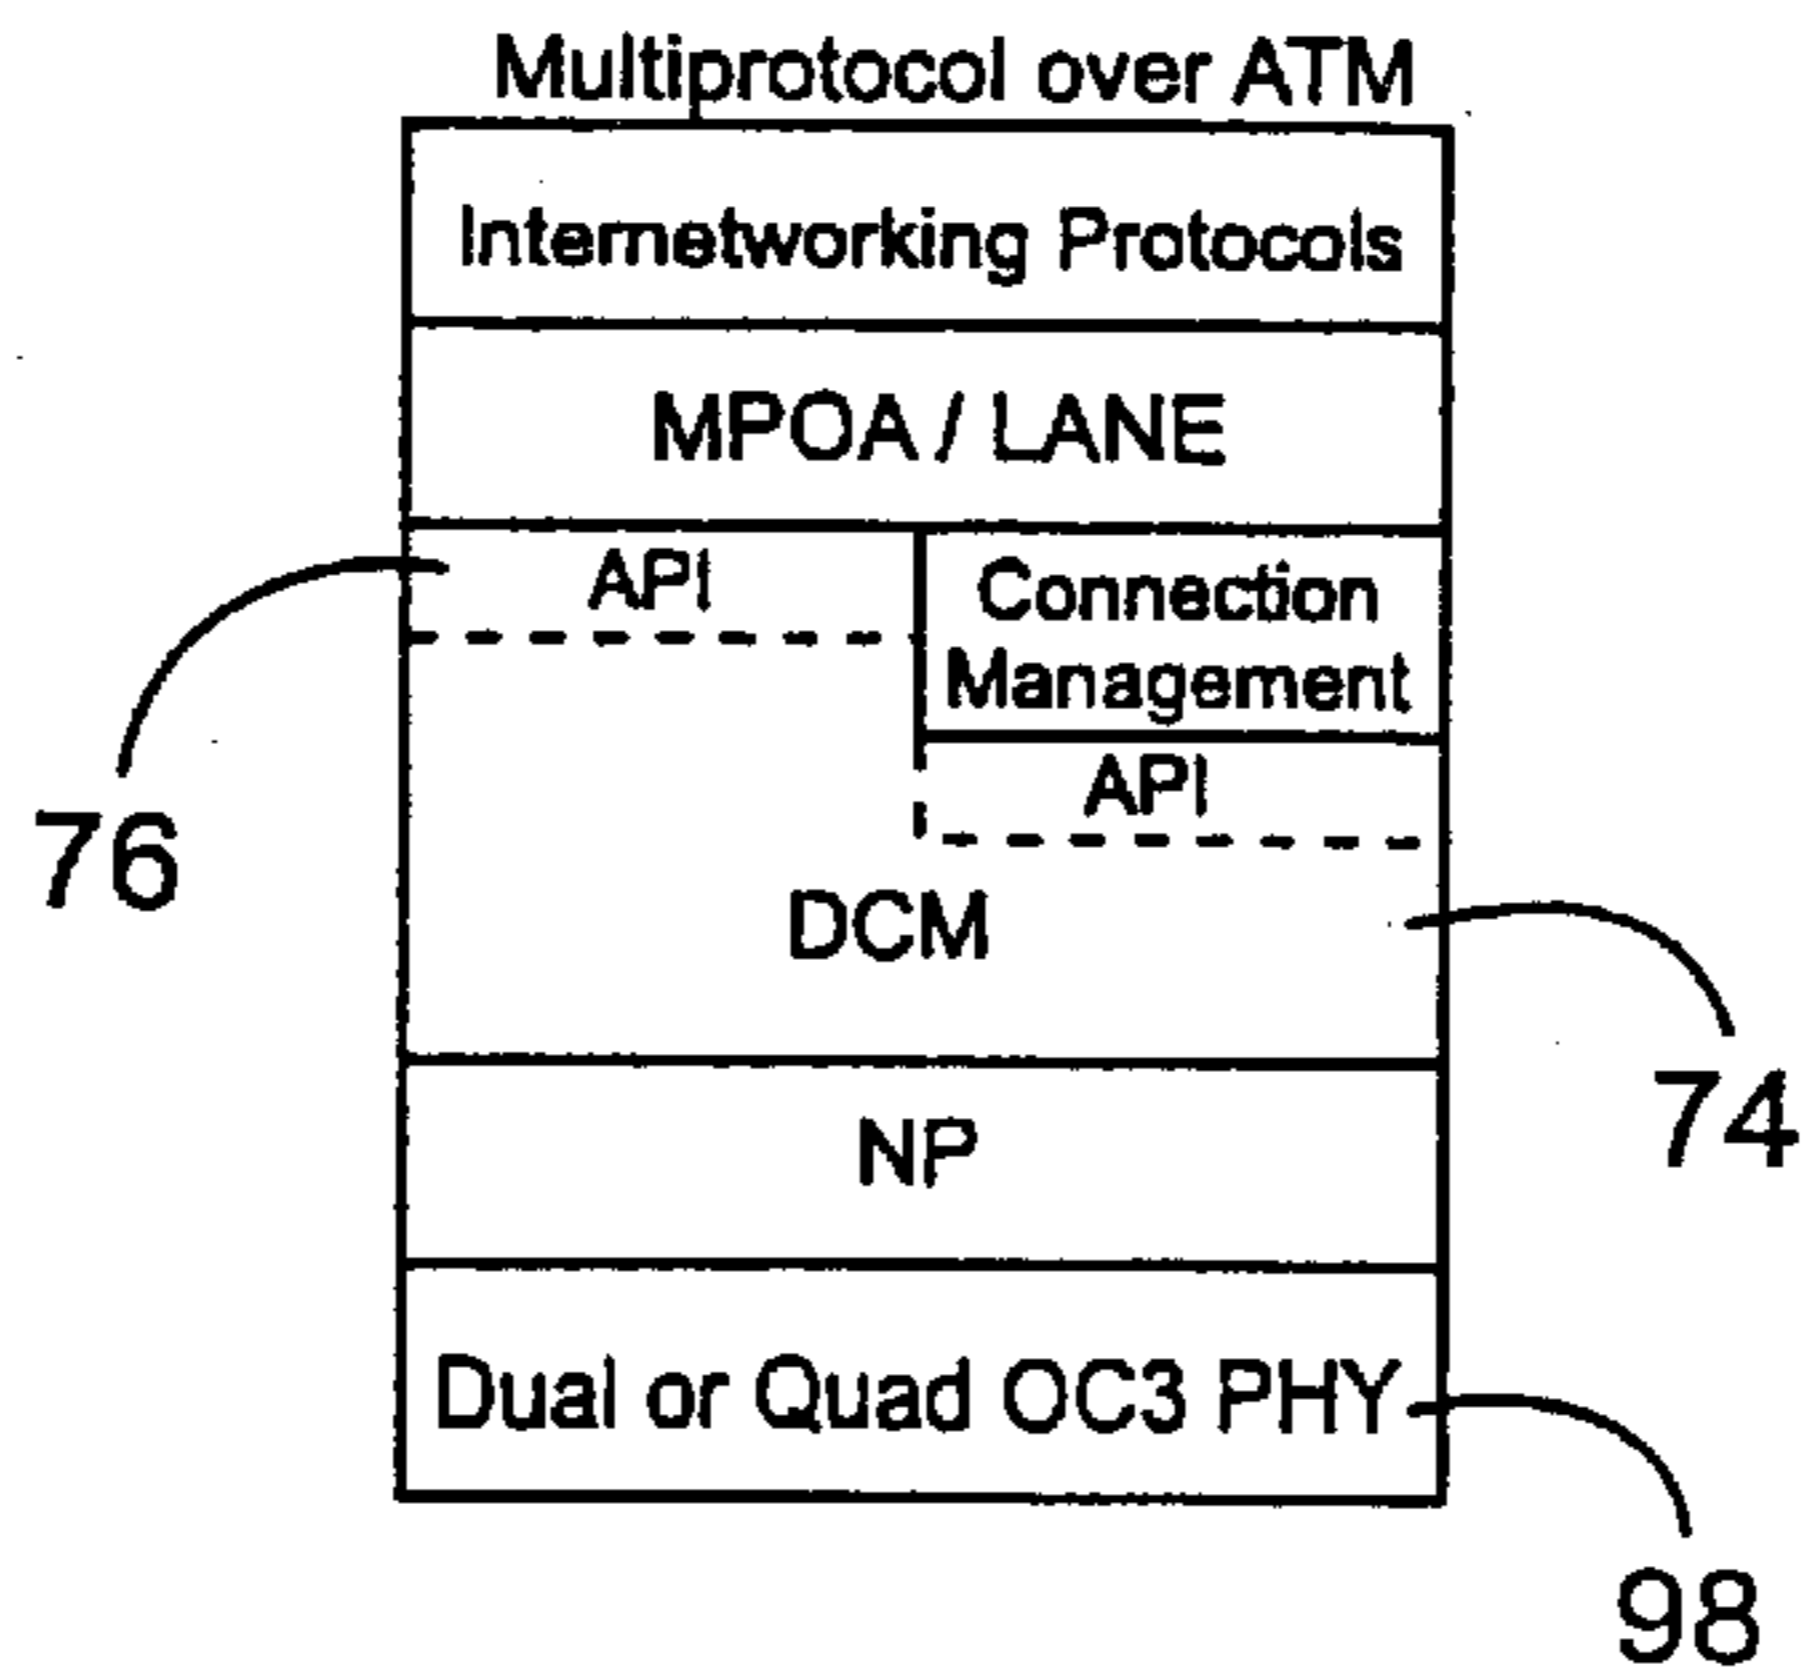 Multiprotocol over ATM
Internetworking Protocols
MPOA / LANE
API
Connection
Management
API
76
DCM
74
NP
Dual or Quad OC3 PHY
98